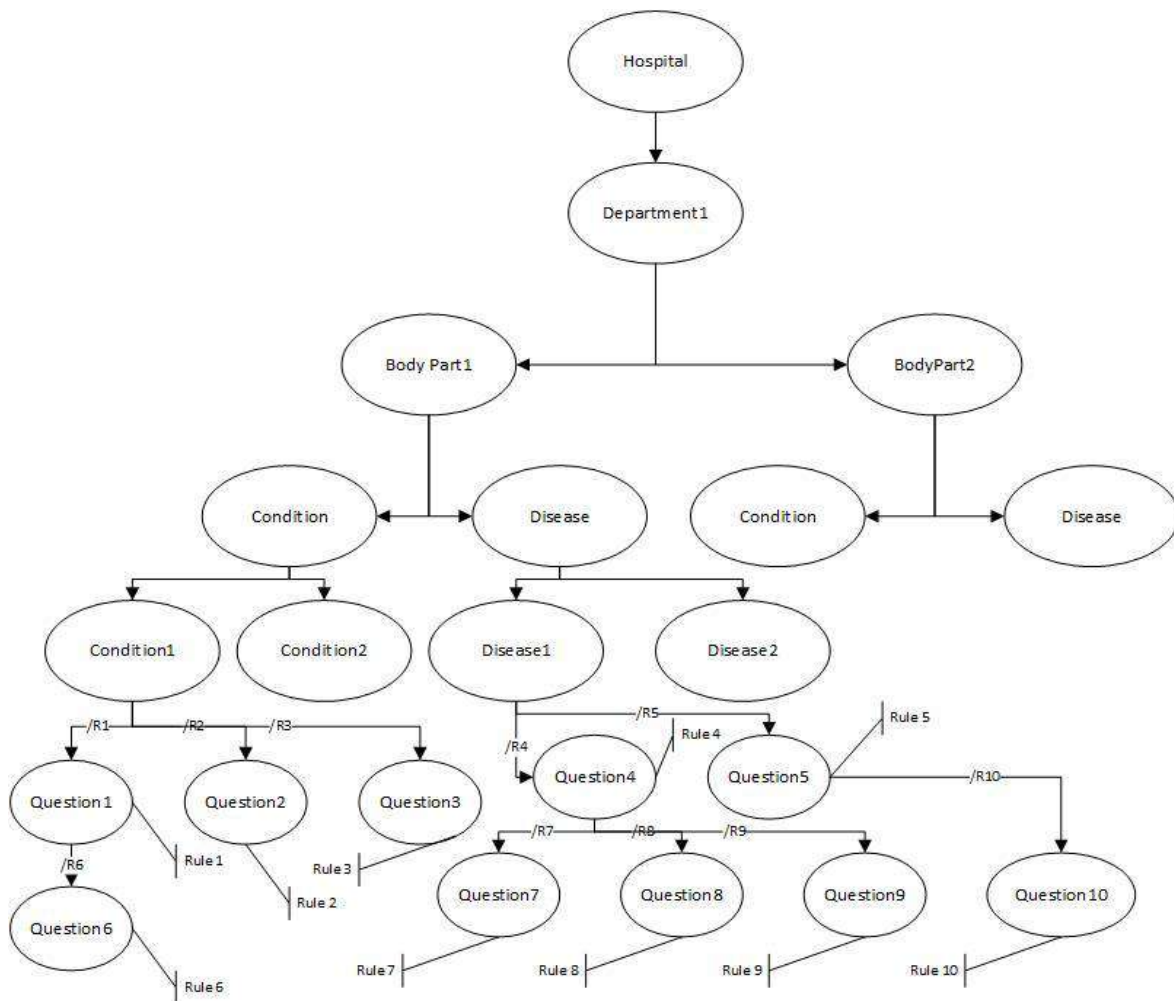 Hospital
Department1
Body Part1
BodyPart2
Condition
Disease
Condition
Disease
Condition1
Condition2
Disease1
Disease2
/R1
/R2
/R3
/R4
/R5
Rule 4
Rule 5
Question1
Question2
Question3
Question4
Question5
/R10
/R6
Rule 1
Rule 2
Rule 3
/R7
/R8
/R9
Question6
Question7
Question8
Question9
Question10
Rule 6
Rule 7
Rule 8
Rule 9
Rule 10